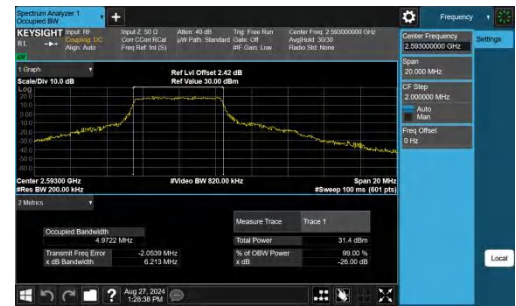 Spectrum Analyzer 1
Occupied BW
Frequency
KEYSIGHT
Input: RF
Coupling: DC
Align: Auto
Input Z: 50 Ω
Corr CCorr RCal
Freq Ref: Int (S)
Atten: 40 dB
µW Path: Standard
Trig: Free Run
Gate: Off
#IF Gain: Low
Center Freq: 2.593000000 GHz
Avg|Hold: 30/30
Radio Std: None
Center Frequency
2.593000000 GHz
Settings
Span
20.000 MHz
CF Step
2.000000 MHz
Auto
Man
Freq Offset
0 Hz
1 Graph
Scale/Div 10.0 dB
Ref Lvl Offset 2.42 dB
Ref Value 30.00 dBm
Log
20.0
10.0
Center 2.59300 GHz
#Video BW 820.00 kHz
Span 20 MHz
#Res BW 200.00 kHz
#Sweep 100 ms (601 pts)
2 Metrics
Measure Trace
Trace 1
Occupied Bandwidth
4.9722 MHz
Total Power
31.4 dBm
Transmit Freq Error
-2.0539 MHz
% of OBW Power
99.00 %
x dB Bandwidth
6.213 MHz
x dB
-26.00 dB
Local
Aug 27, 2024
1:28:38 PM